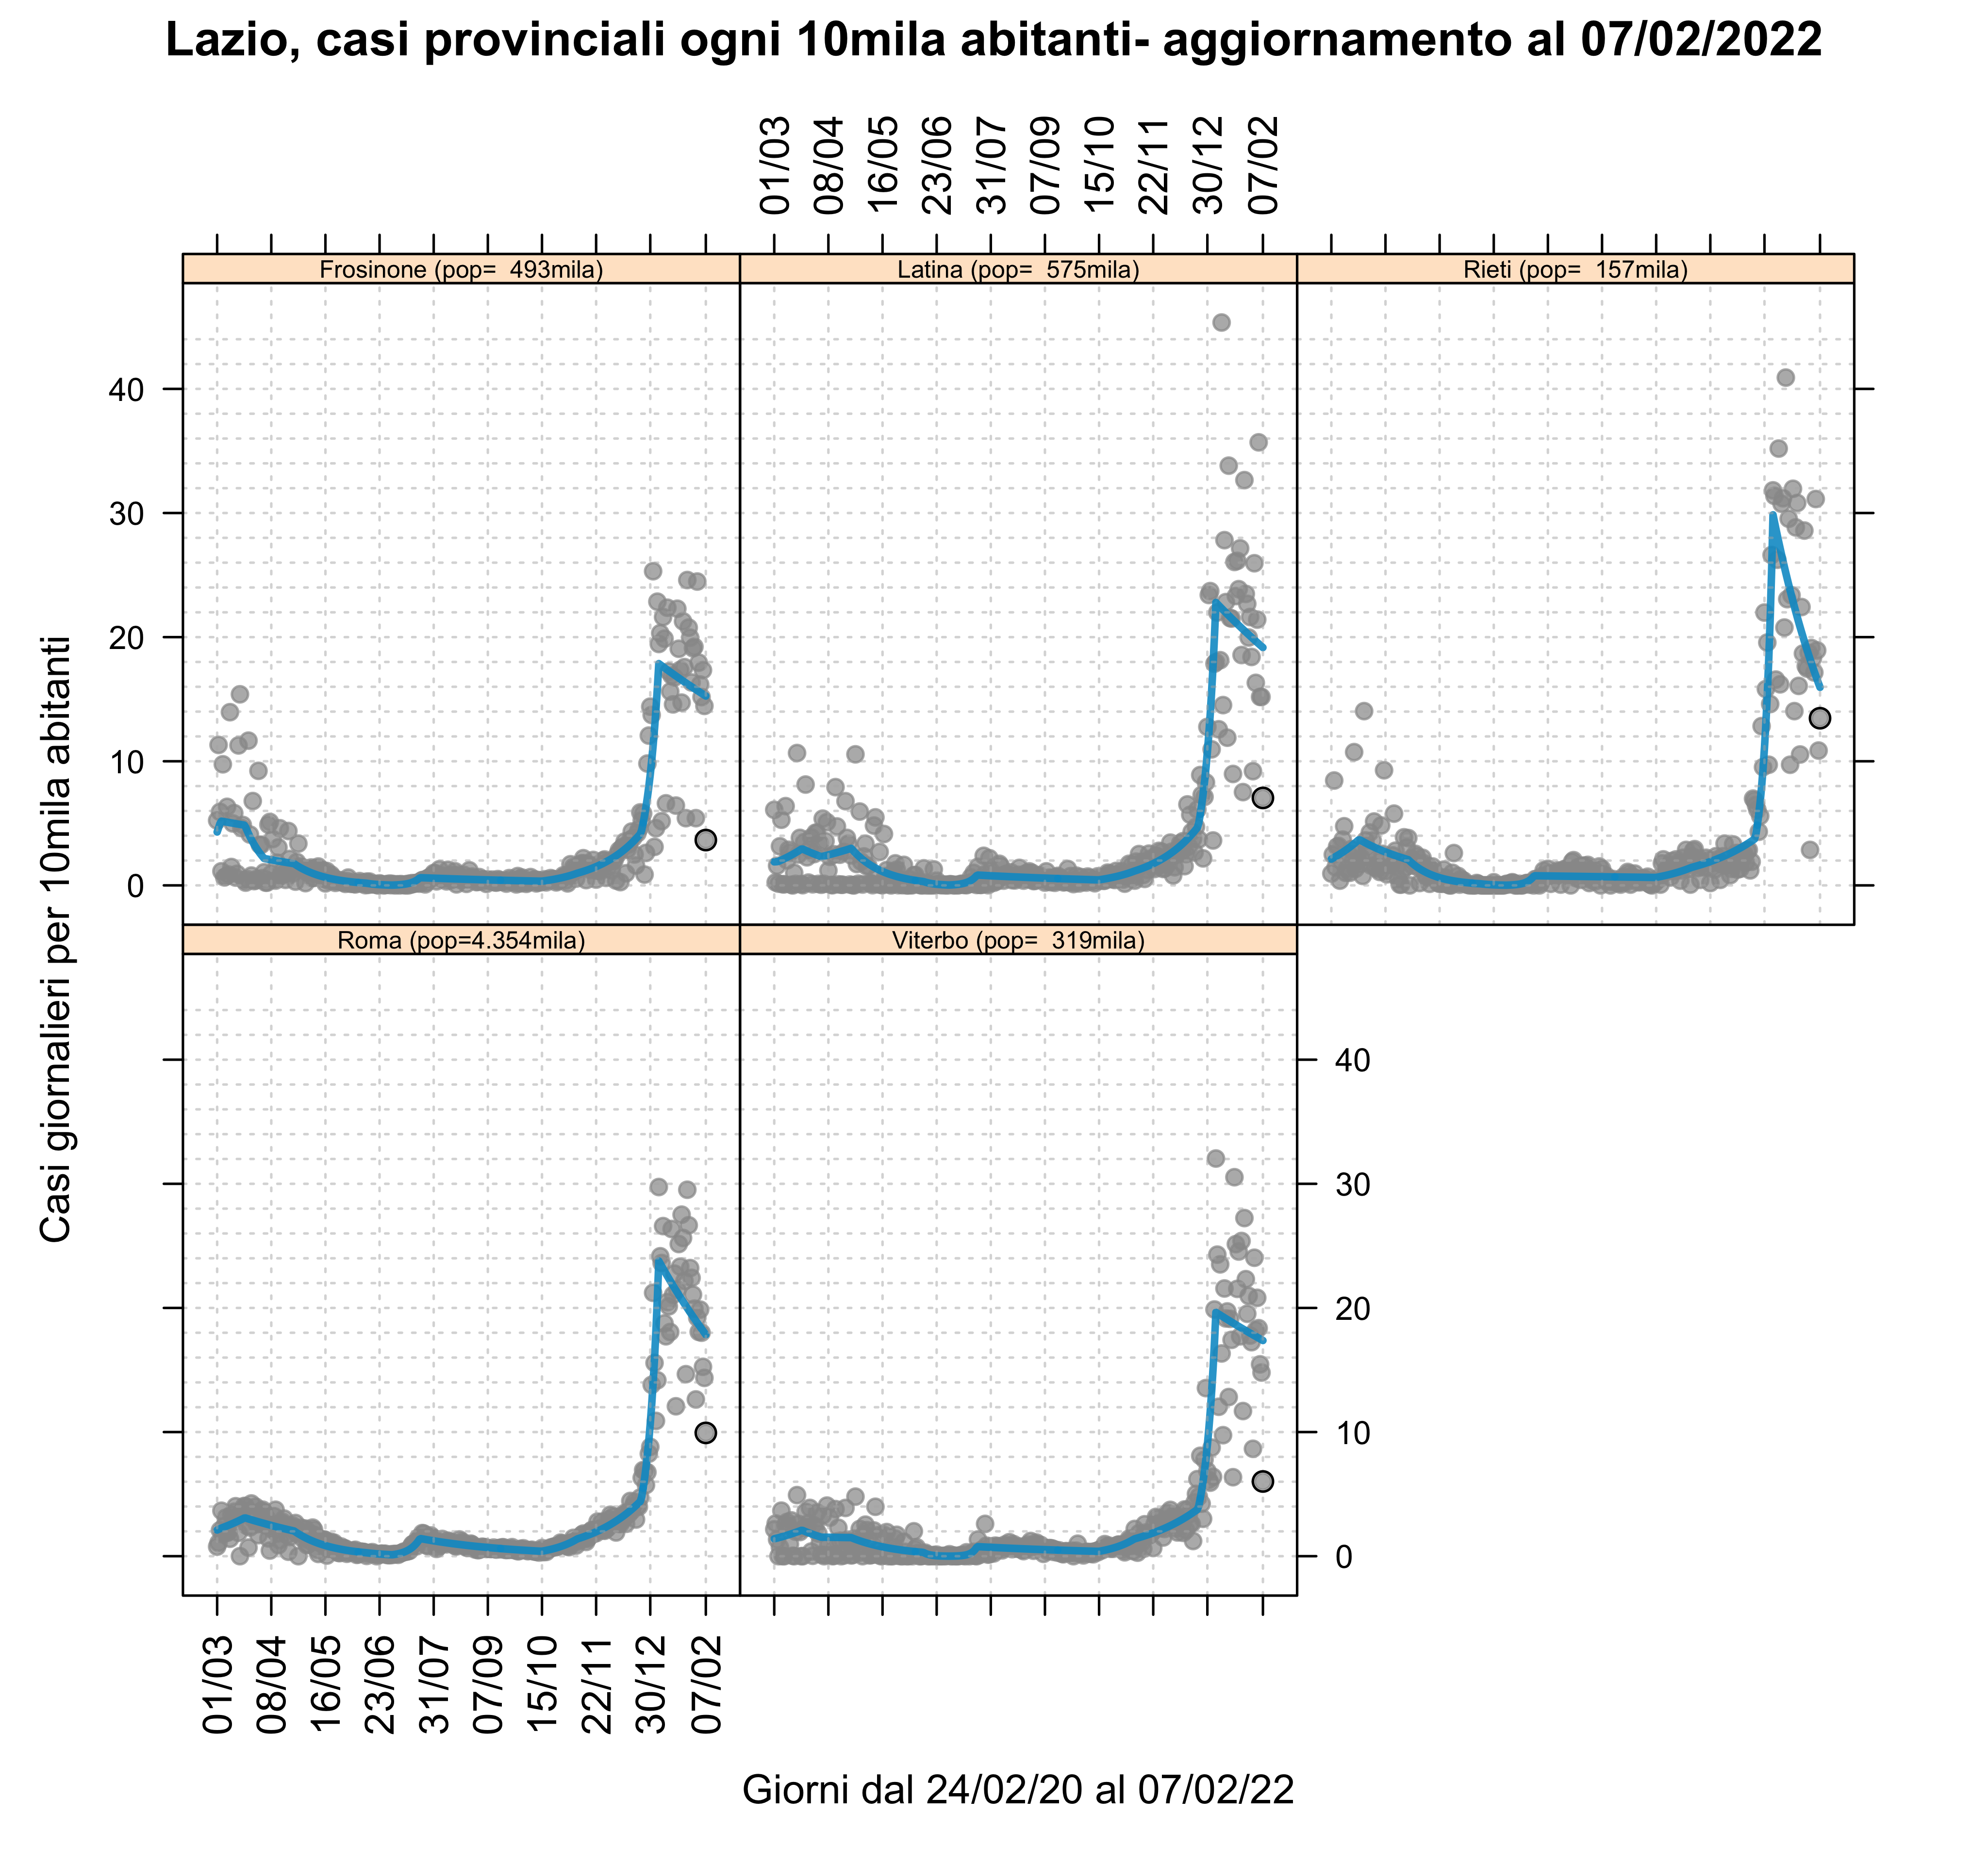 Lazio, casi provinciali ogni 10mila abitanti- aggiornamento al 07/02/2022
01/03 08/04 16/05 23/06 31/07 07/09 15/10 22/11 30/12 07/02
Frosinone (pop=  493mila)
Latina (pop=  575mila)
Rieti (pop=  157mila)
40
30
20
10
0
Casi giornalieri per 10mila abitanti
Roma (pop=4.354mila)
Viterbo (pop=  319mila)
40
30
20
10
0
01/03 08/04 16/05 23/06 31/07 07/09 15/10 22/11 30/12 07/02
Giorni dal 24/02/20 al 07/02/22